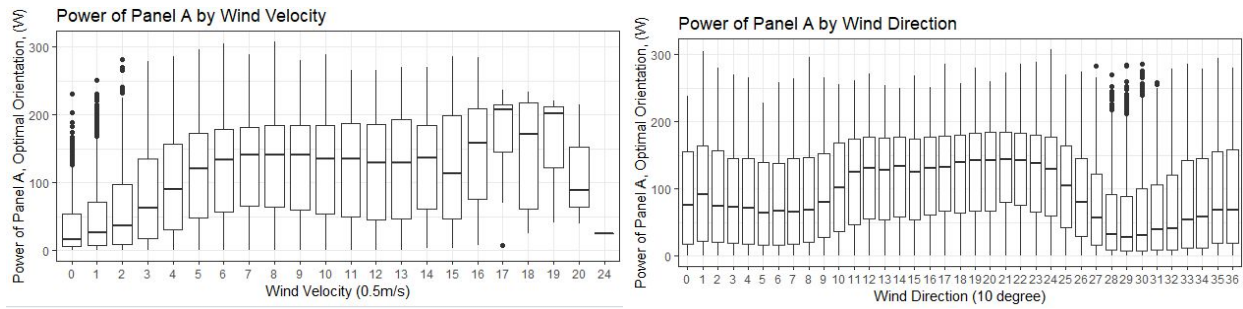 Power of Panel A by Wind Velocity
Power of Panel A, Optimal Orientation, (W)
300
200
100
0
0 1 2 3 4 5 6 7 8 9 10 11 12 13 14 15 16 17 18 19 20 24
Wind Velocity (0.5m/s)
Power of Panel A by Wind Direction
Power of Panel A, Optimal Orientation, (W)
300
200
100
0
0 1 2 3 4 5 6 7 8 9 10 11 12 13 14 15 16 17 18 19 20 21 22 23 24 25 26 27 28 29 30 31 32 33 34 35 36
Wind Direction (10 degree)